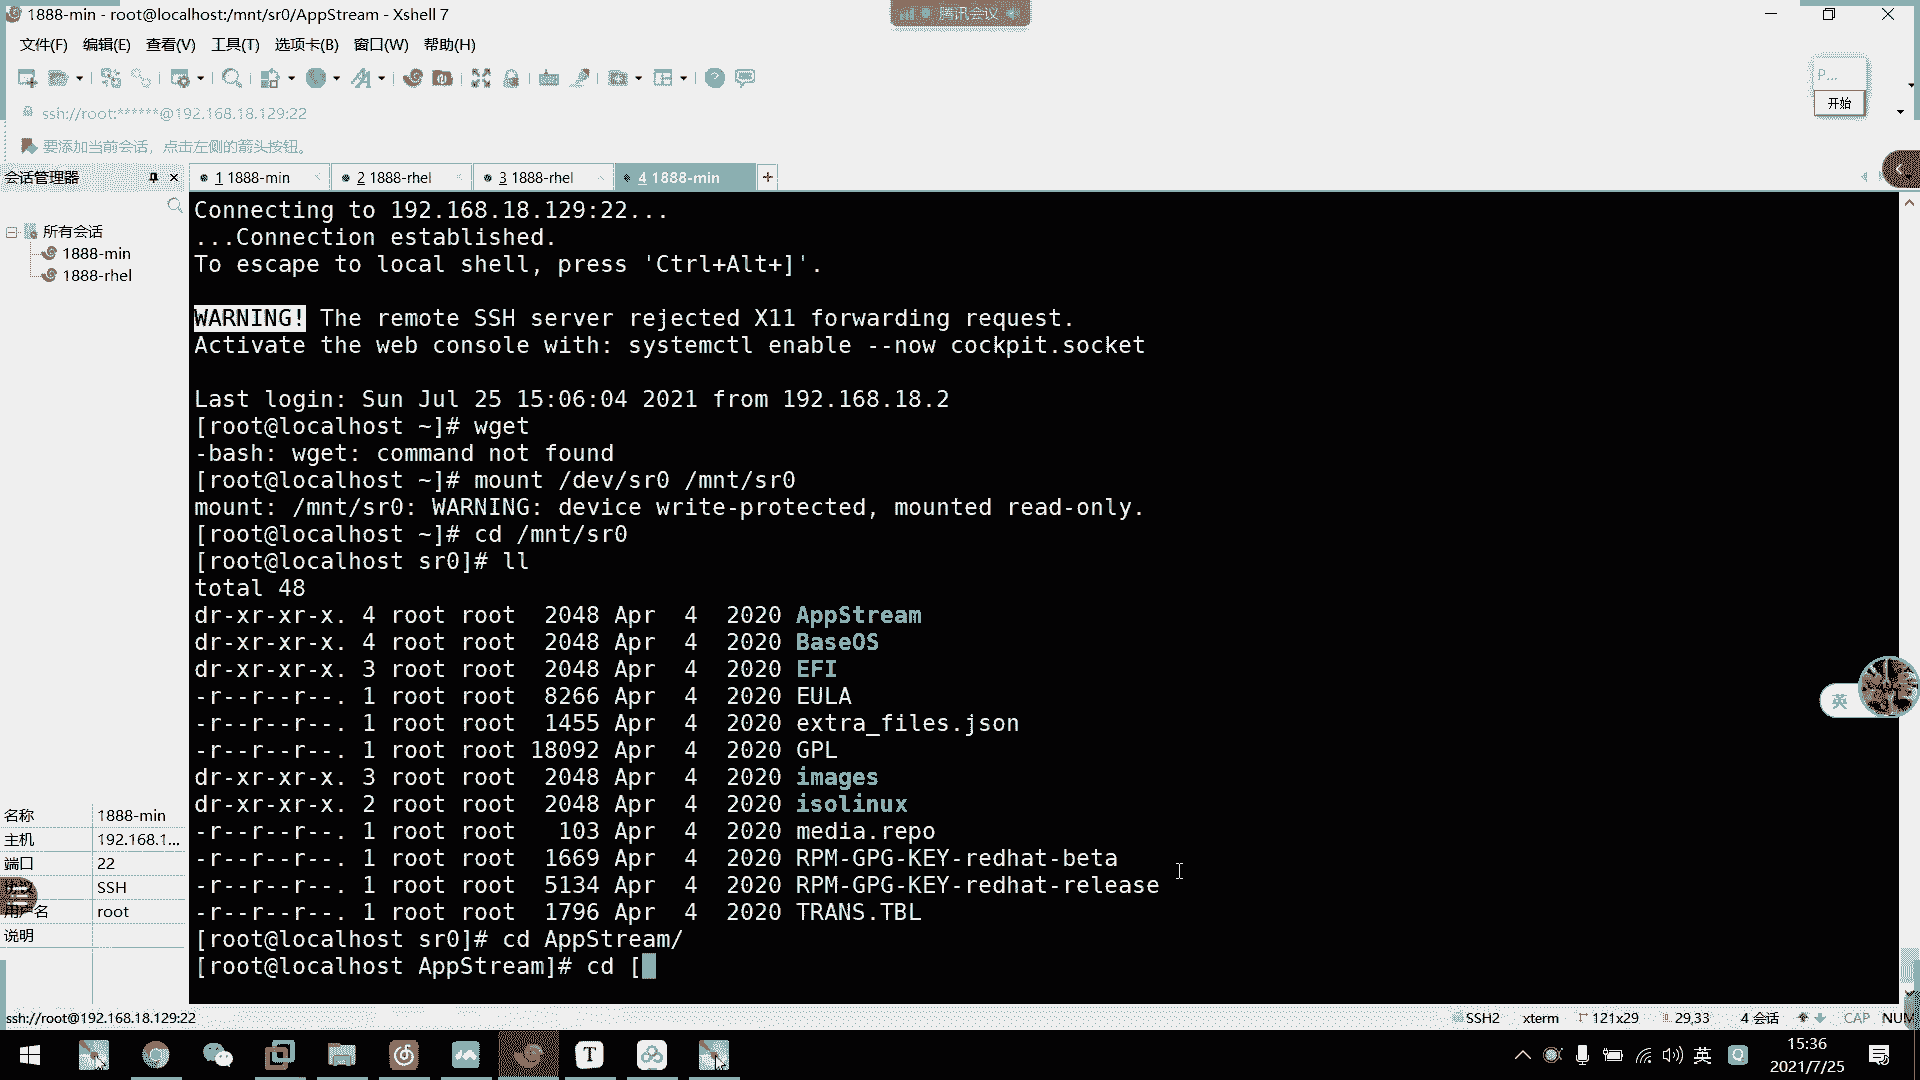 1888-min - root@localhost:/mnt/sr0/AppStream - Xshell 7
腾讯会议
文件(F) 编辑(E) 查看(V) 工具(T) 选项卡(B) 窗口(W) 帮助(H)
P...
开始
ssh://root:******@192.168.18.129:22
要添加当前会话，点击左侧的箭头按钮。
会话管理器
1 1888-min 2 1888-rhel 3 1888-rhel 4 1888-min +
所有会话
1888-min
1888-rhel
Connecting to 192.168.18.129:22...
...Connection established.
To escape to local shell, press 'Ctrl+Alt+]'.
WARNING! The remote SSH server rejected X11 forwarding request.
Activate the web console with: systemctl enable --now cockpit.socket
Last login: Sun Jul 25 15:06:04 2021 from 192.168.18.2
[root@localhost ~]# wget
-bash: wget: command not found
[root@localhost ~]# mount /dev/sr0 /mnt/sr0
mount: /mnt/sr0: WARNING: device write-protected, mounted read-only.
[root@localhost ~]# cd /mnt/sr0
[root@localhost sr0]# ll
total 48
dr-xr-xr-x. 4 root root  2048 Apr  4  2020 AppStream
dr-xr-xr-x. 4 root root  2048 Apr  4  2020 BaseOS
dr-xr-xr-x. 3 root root  2048 Apr  4  2020 EFI
-r--r--r--. 1 root root  8266 Apr  4  2020 EULA
-r--r--r--. 1 root root  1455 Apr  4  2020 extra_files.json
-r--r--r--. 1 root root 18092 Apr  4  2020 GPL
dr-xr-xr-x. 3 root root  2048 Apr  4  2020 images
dr-xr-xr-x. 2 root root  2048 Apr  4  2020 isolinux
-r--r--r--. 1 root root   103 Apr  4  2020 media.repo
-r--r--r--. 1 root root  1669 Apr  4  2020 RPM-GPG-KEY-redhat-beta
-r--r--r--. 1 root root  5134 Apr  4  2020 RPM-GPG-KEY-redhat-release
-r--r--r--. 1 root root  1796 Apr  4  2020 TRANS.TBL
[root@localhost sr0]# cd AppStream/
[root@localhost AppStream]# cd [
英
名称 1888-min
主机 192.168.1...
端口 22
SSH
用户名 root
说明
ssh://root@192.168.18.129:22
SSH2 xterm 121x29 29,33 4 会话 CAP NUM
T
英
15:36
2021/7/25